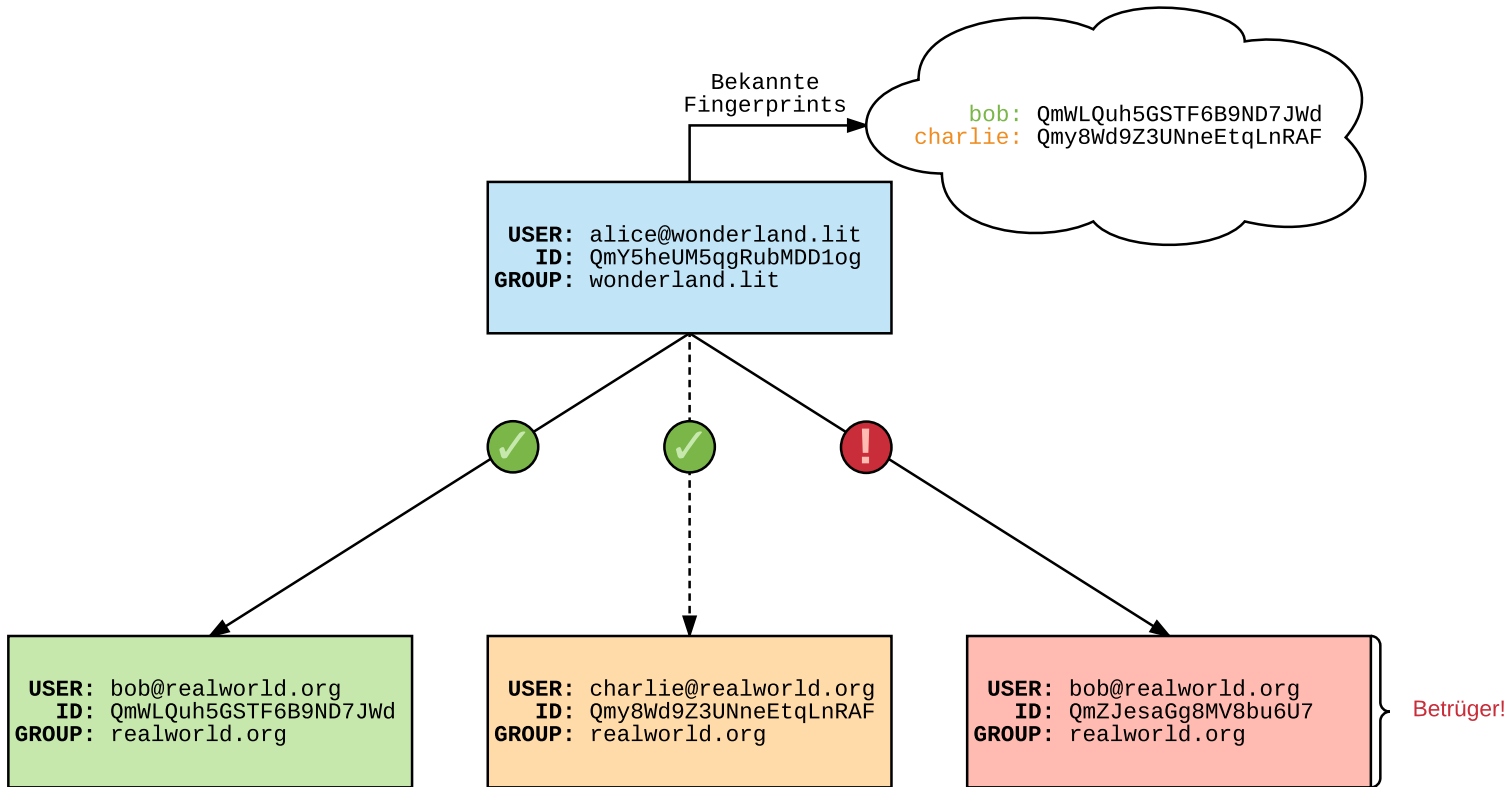 Bekannte
Fingerprints
bob: QmWLQuh5GSTF6B9ND7JWd
charlie: Qmy8Wd9Z3UNneEtqLnRAF
USER: alice@wonderland.lit
ID: QmY5heUM5qgRubMDD1og
GROUP: wonderland.lit
✓
✓
!
USER: bob@realworld.org
ID: QmWLQuh5GSTF6B9ND7JWd
GROUP: realworld.org
USER: charlie@realworld.org
ID: Qmy8Wd9Z3UNneEtqLnRAF
GROUP: realworld.org
USER: bob@realworld.org
ID: QmZJesaGg8MV8bu6U7
GROUP: realworld.org
Betrüger!